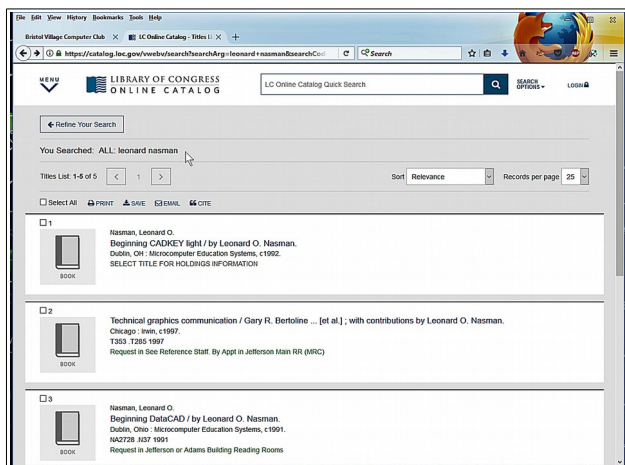 File Edit View History Bookmarks Tools Help
Bristol Village Computer Club × LC Online Catalog - Titles Li × +
https://catalog.loc.gov/vwebv/searchArg=leonard+nasman&searchCod Search
MENU LIBRARY OF CONGRESS ONLINE CATALOG LC Online Catalog Quick Search SEARCH OPTIONS LOGIN
Refine Your Search
You Searched: ALL: leonard nasman
Titles List: 1-5 of 5 < 1 > Sort Relevance Records per page 25
Select All PRINT SAVE EMAIL CITE
1
Nasman, Leonard O.
Beginning CADKEY light / by Leonard O. Nasman.
Dublin, OH : Microcomputer Education Systems, c1992.
SELECT TITLE FOR HOLDINGS INFORMATION
BOOK
2
Technical graphics communication / Gary R. Bertoline ... [et al.] ; with contributions by Leonard O. Nasman.
Chicago : Irwin, c1997.
T353 .T285 1997
Request in See Reference Staff. By Appt in Jefferson Main RR (MRC)
BOOK
3
Nasman, Leonard O.
Beginning DataCAD / by Leonard O. Nasman.
Dublin, Ohio : Microcomputer Education Systems, c1991.
NA2728 .N37 1991
Request in Jefferson or Adams Building Reading Rooms
BOOK